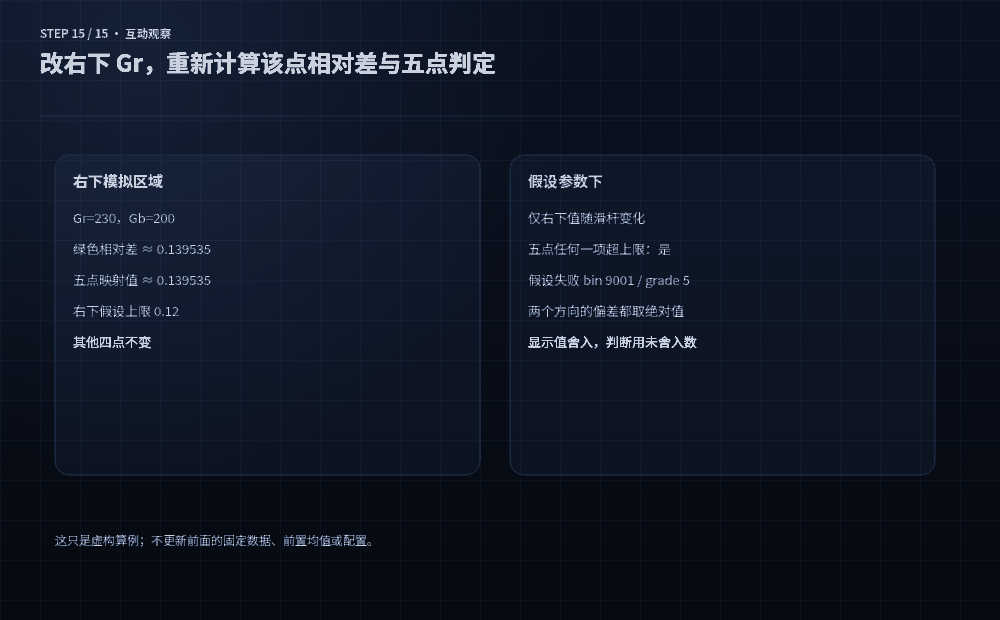 STEP 15 / 15 • 互动观察
改右下 Gr，重新计算该点相对差与五点判定
右下模拟区域
Gr=230，Gb=200
绿色相对差 ≈ 0.139535
五点映射值 ≈ 0.139535
右下假设上限 0.12
其他四点不变
假设参数下
仅右下值随滑杆变化
五点任何一项超上限：是
假设失败 bin 9001 / grade 5
两个方向的偏差都取绝对值
显示值舍入，判断用未舍入数
这只是虚构算例；不更新前面的固定数据、前置均值或配置。